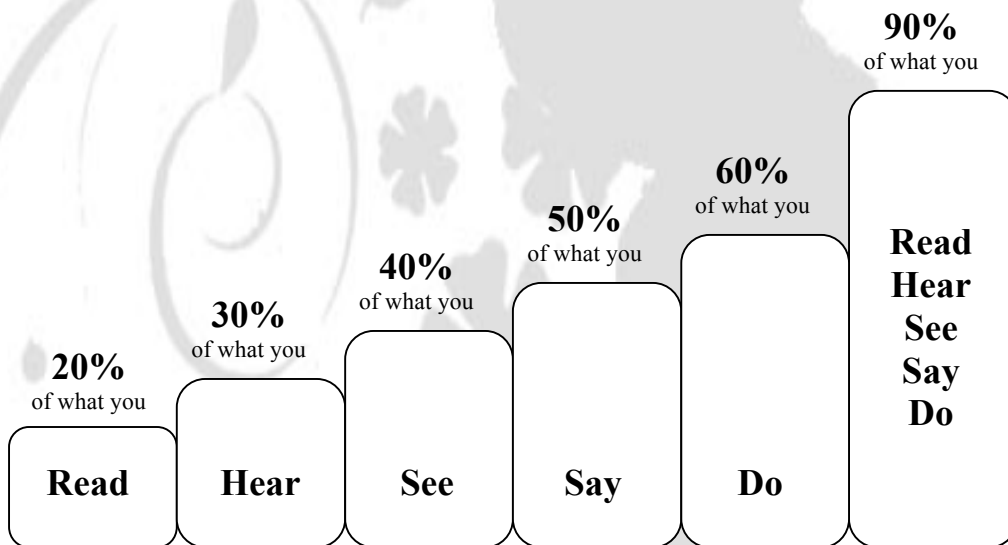 20%
of what you
Read
30%
of what you
Hear
40%
of what you
See
50%
of what you
Say
60%
of what you
Do
90%
of what you
Read
Hear
See
Say
Do